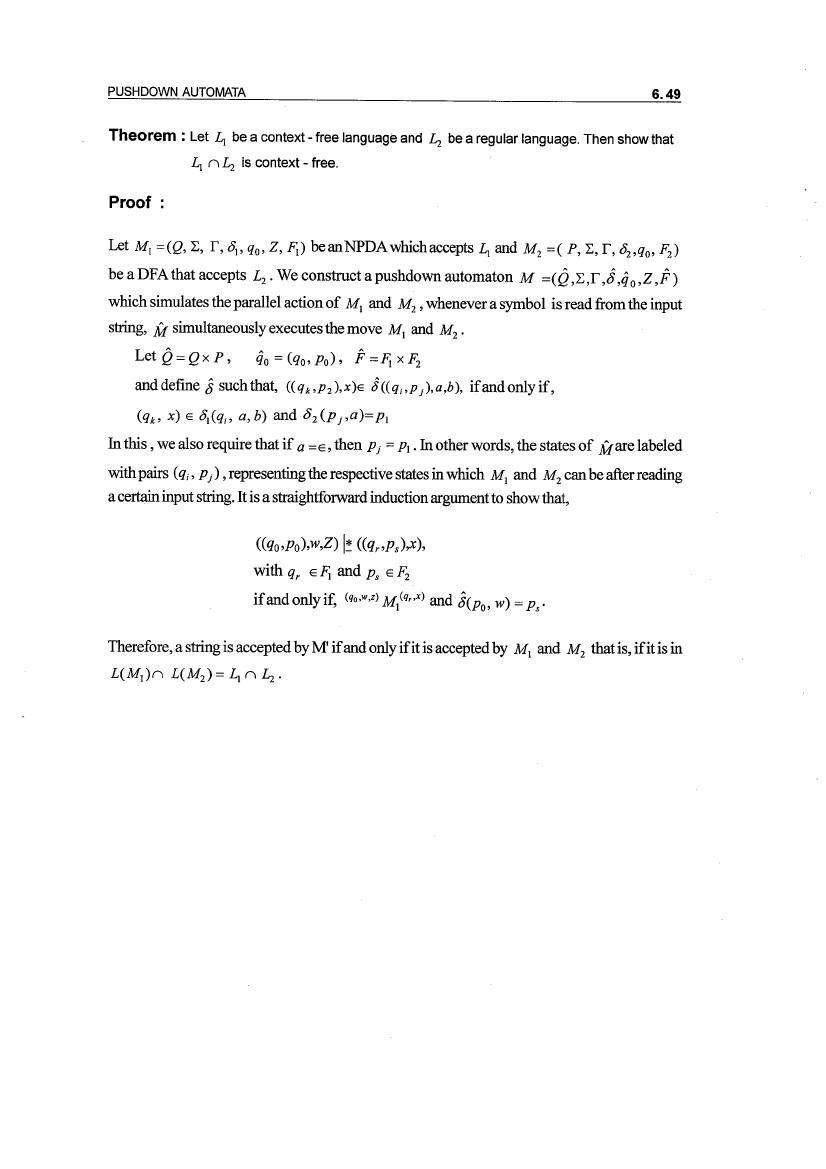 PUSHDOWN AUTOMATA 6.49
Theorem : Let L₁ be a context - free language and L₂ be a regular language. Then show that
L₁ ∩ L₂ is context - free.
Proof :
Let M₁ =(Q, Σ, Γ, δ₁, q₀, Z, F₁) be an NPDA which accepts L₁ and M₂ =( P, Σ, Γ, δ₂,q₀, F₂)
be a DFA that accepts L₂ . We construct a pushdown automaton M =(Q̂,Σ,Γ,δ̂,q̂₀,Z,F̂)
which simulates the parallel action of M₁ and M₂ , whenever a symbol is read from the input
string, M̂ simultaneously executes the move M₁ and M₂ .
Let Q̂ = Q × P , q̂₀ = (q₀, p₀) , F̂ = F₁ × F₂
and define δ̂ such that, ((qₖ,p₂),x)∈ δ̂((qᵢ,pⱼ),a,b), if and only if,
(qₖ, x) ∈ δ₁(qᵢ, a, b) and δ₂(pⱼ,a)=p₁
In this , we also require that if a =∈, then pⱼ = p₁ . In other words, the states of M̂ are labeled
with pairs (qᵢ, pⱼ) , representing the respective states in which M₁ and M₂ can be after reading
a certain input string. It is a straightforward induction argument to show that,
((q₀,p₀),w,Z) |* ((qᵣ,pₛ),x),
with qᵣ ∈ F₁ and pₛ ∈ F₂
if and only if, ^(q₀,w,z) M₁^(qᵣ,x) and δ̂(p₀, w) = pₛ.
Therefore, a string is accepted by M' if and only if it is accepted by M₁ and M₂ that is, if it is in
L(M₁)∩ L(M₂) = L₁ ∩ L₂ .